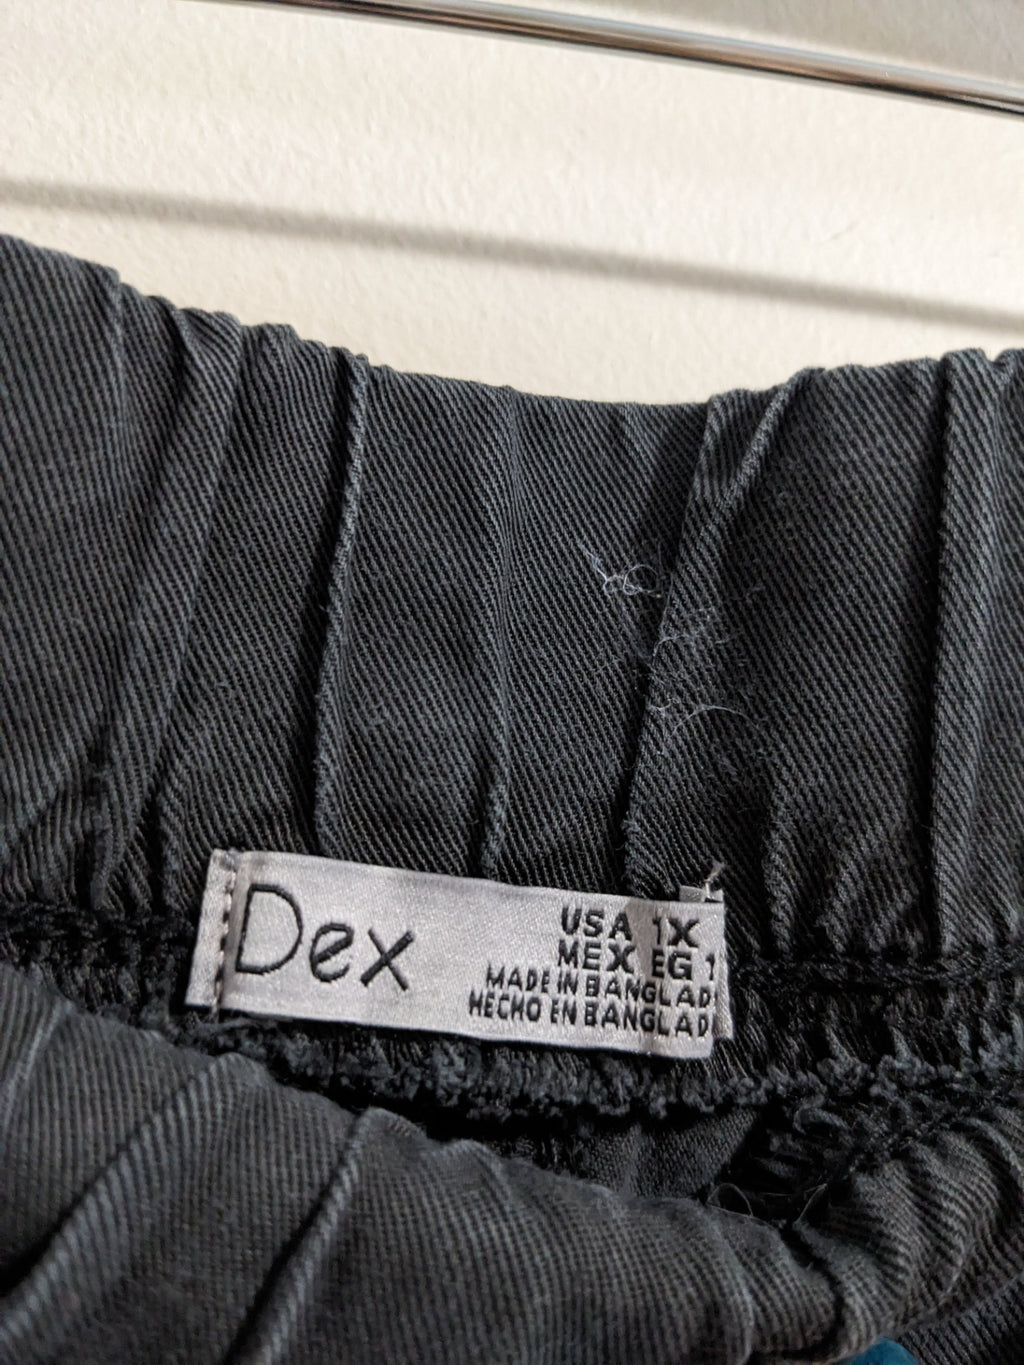 Dex
USA 1X
MEX EG 1
MADE IN BANGLAD
HECHO EN BANGLAD